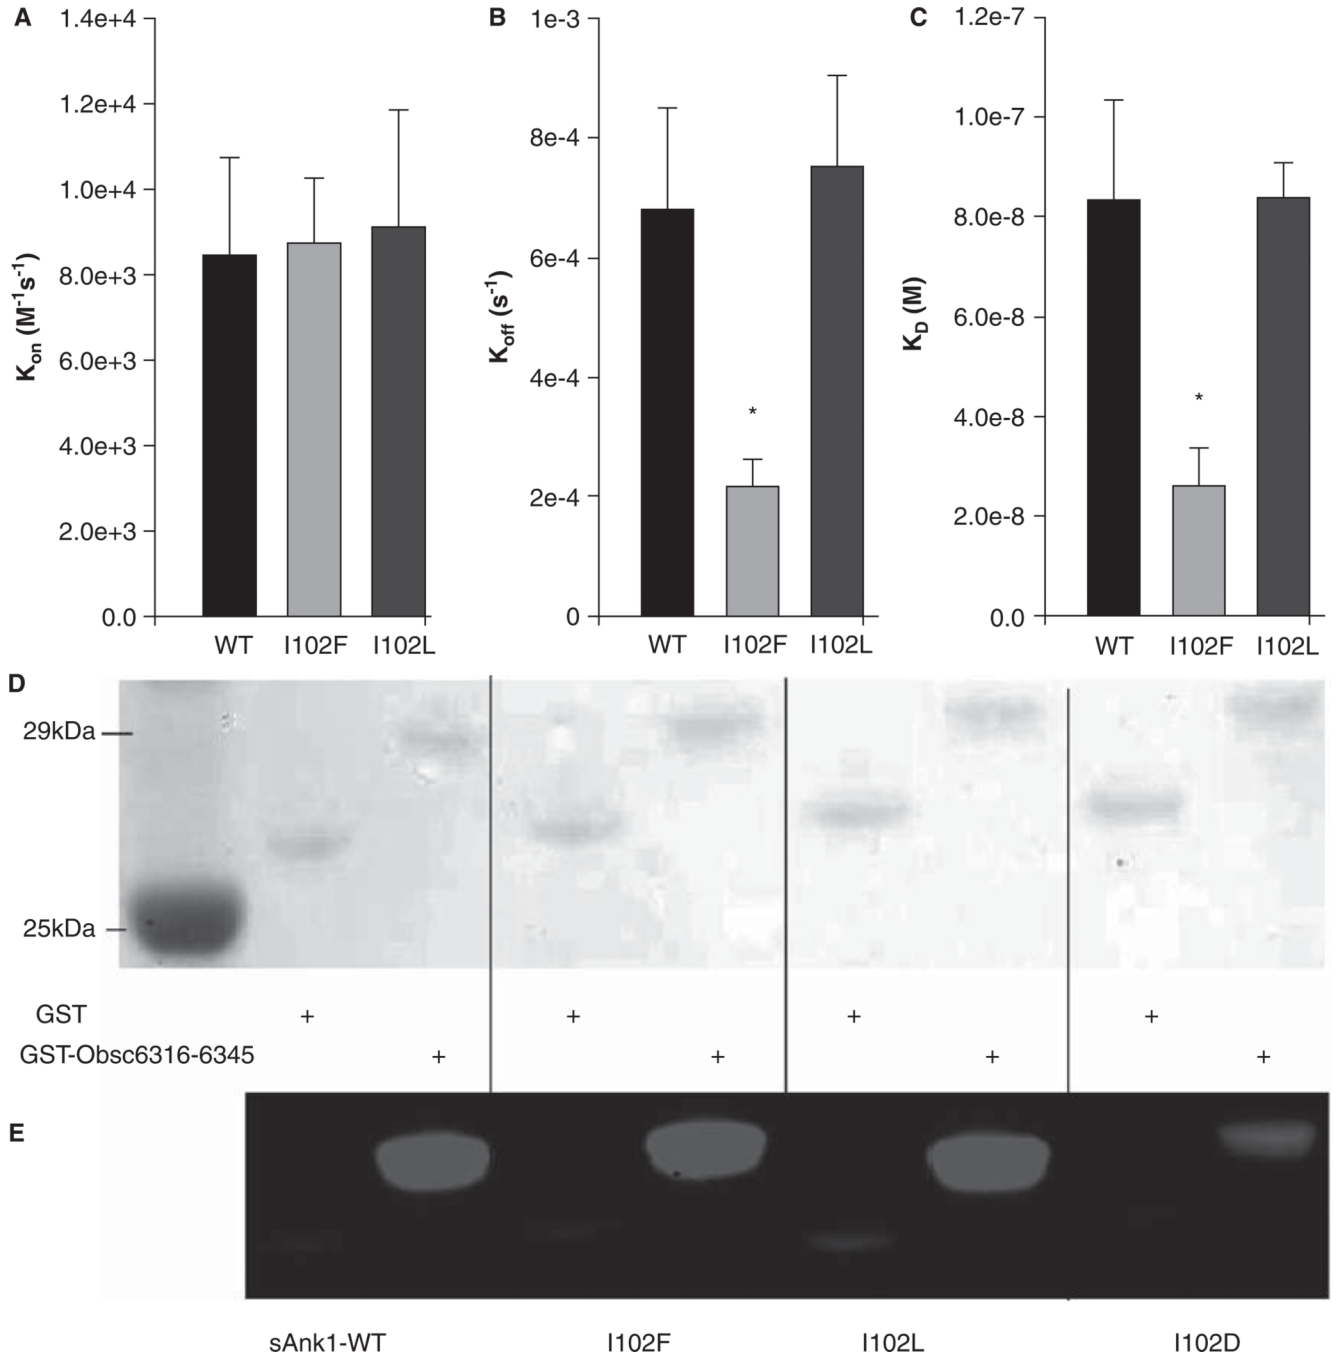 A
1.4e+4
1.2e+4
1.0e+4
8.0e+3
6.0e+3
4.0e+3
2.0e+3
0.0
Kon (M-1s-1)
WT I102F I102L
B
1e-3
8e-4
6e-4
4e-4
2e-4
0
Koff (s-1)
*
WT I102F I102L
C
1.2e-7
1.0e-7
8.0e-8
6.0e-8
4.0e-8
2.0e-8
0.0
KD (M)
*
WT I102F I102L
D
29kDa
25kDa
GST + + + +
GST-Obsc6316-6345 + + + +
E
sAnk1-WT I102F I102L I102D